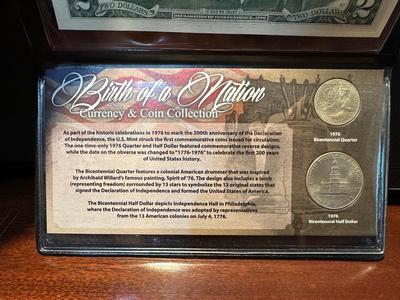 TWO DOLLARS
TWO DOLLARS
DECLARATION OF INDEPENDENCE, 1776
Birth of a Nation
Currency & Coin Collection
As part of the historic celebrations in 1976 to mark the 200th anniversary of this Declaration
of Independence, the U.S. Mint struck the first commemorative coins issued for circulation.
The one-time-only 1976 Quarter and Half Dollar featured commemorative reverse designs,
while the date on the obverse was changed to "1776-1976" to celebrate the first 200 years
of United States history.
The Bicentennial Quarter features a colonial American drummer that was inspired
by Archibald Willard's famous painting, Spirit of '76. The design also includes a torch
(representing freedom) surrounded by 13 stars to symbolize the 13 original states that
signed the Declaration of Independence and formed the United States of America.
The Bicentennial Half Dollar depicts Independence Hall in Philadelphia,
where the Declaration of Independence was adopted by representatives
from the 13 American colonies on July 4, 1776.
1976
Bicentennial Quarter
1976
Bicentennial Half Dollar